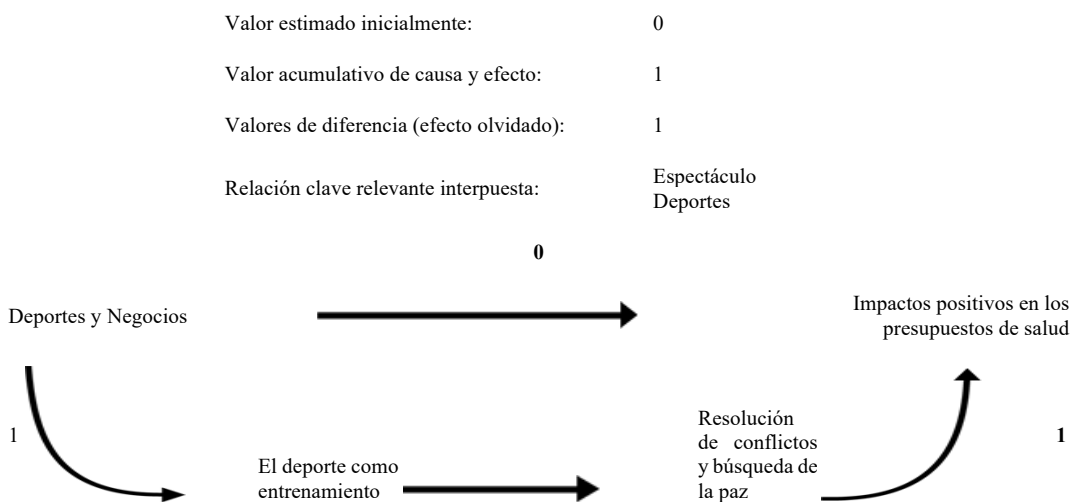 Valor estimado inicialmente: 0
Valor acumulativo de causa y efecto: 1
Valores de diferencia (efecto olvidado): 1
Relación clave relevante interpuesta: Espectáculo
Deportes
0
Deportes y Negocios
Impactos positivos en los
presupuestos de salud
1
El deporte como
entrenamiento
Resolución
de conflictos
y búsqueda de
la paz
1